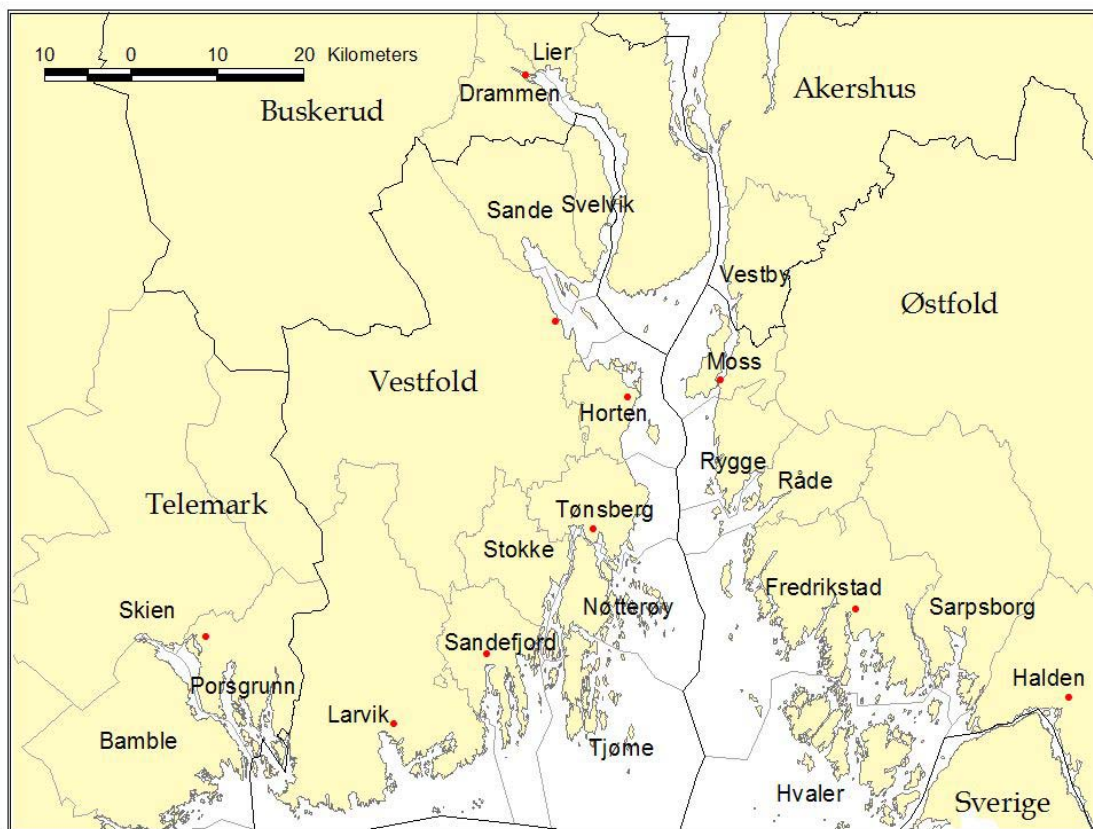 Lier
10 0 10 20 Kilometers
Drammen
Akershus
Buskerud
Sande
Svelvik
Vestby
Østfold
Moss
Vestfold
Horten
Rygge
Råde
Telemark
Tønsberg
Stokke
Fredrikstad
Nøtterøy
Sarpsborg
Skien
Sandefjord
Halden
Porsgrunn
Larvik
Bamble
Tjøme
Hvaler
Sverige